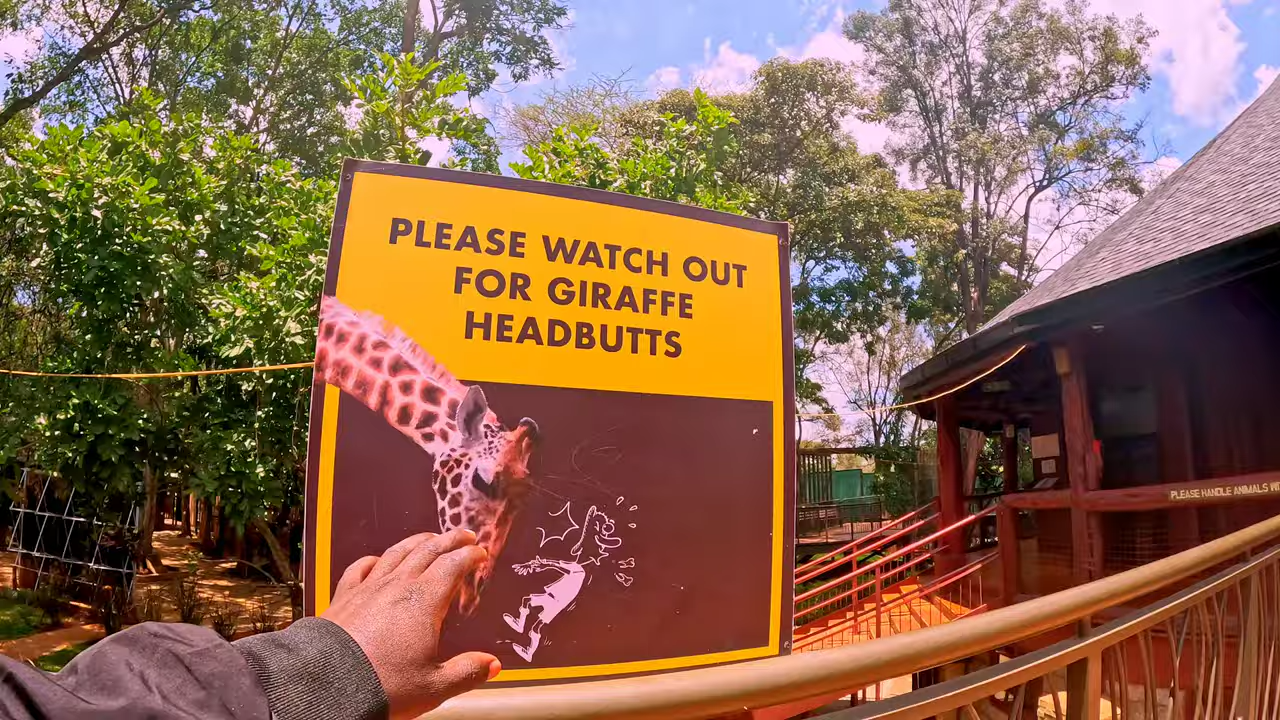 PLEASE WATCH OUT
FOR GIRAFFE
HEADBUTTS
PLEASE HANDLE ANIMALS